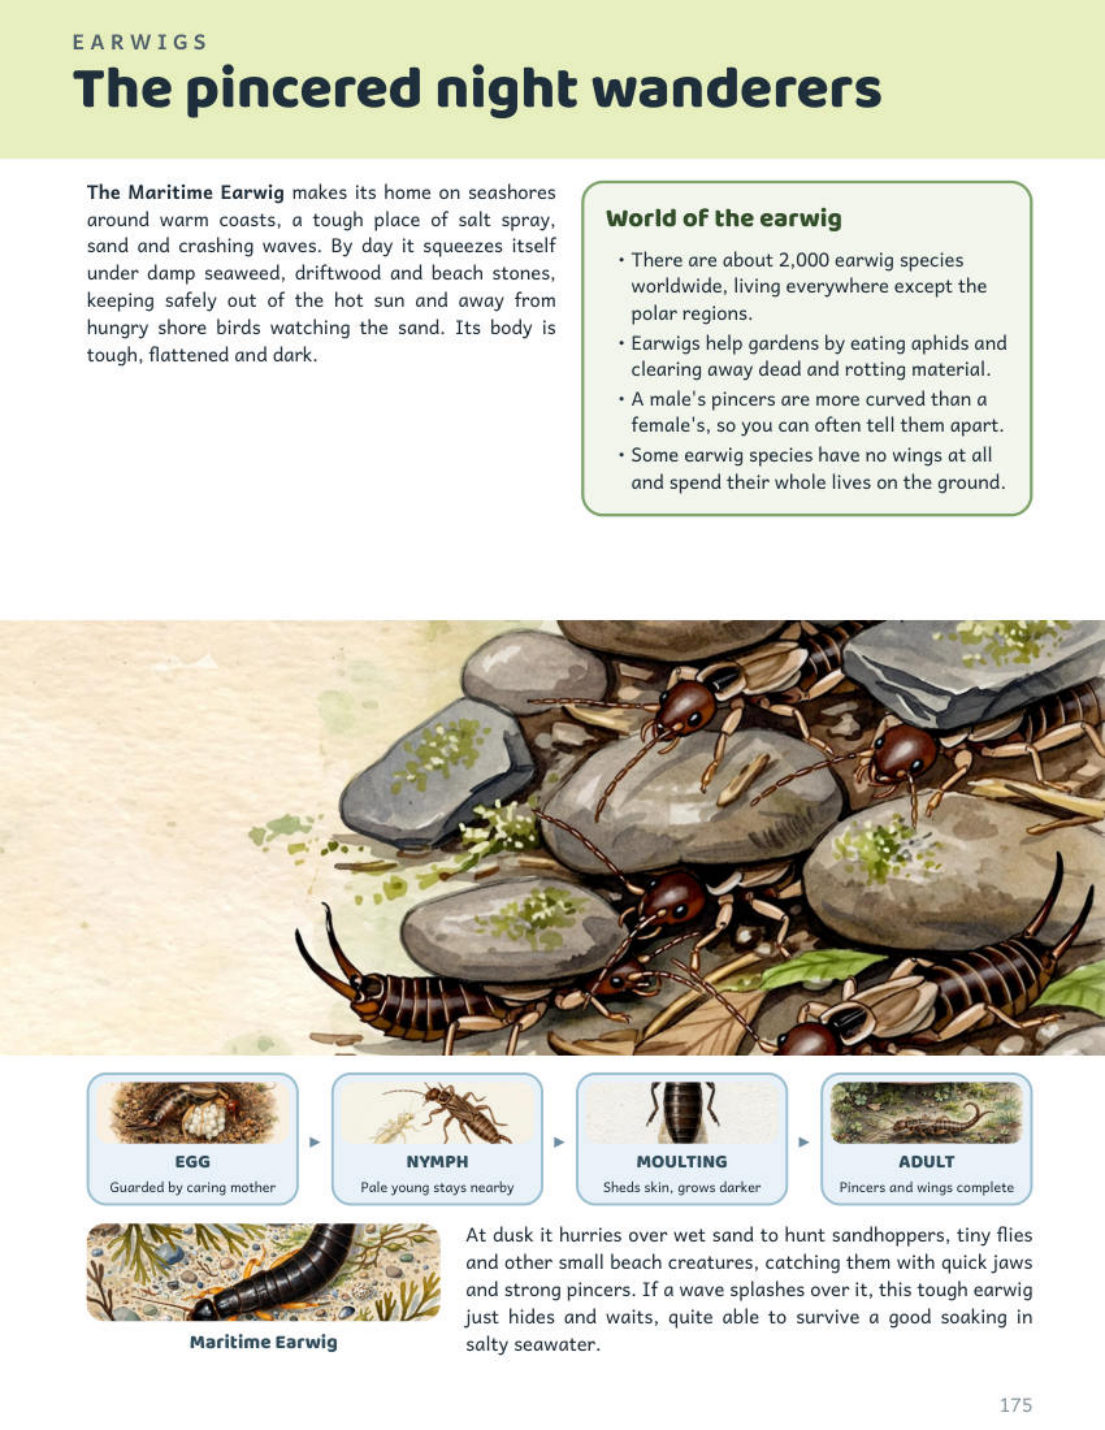 EARWIGS
The pincered night wanderers
The Maritime Earwig makes its home on seashores
around warm coasts, a tough place of salt spray,
sand and crashing waves. By day it squeezes itself
under damp seaweed, driftwood and beach stones,
keeping safely out of the hot sun and away from
hungry shore birds watching the sand. Its body is
tough, flattened and dark.
World of the earwig
• There are about 2,000 earwig species
worldwide, living everywhere except the
polar regions.
• Earwigs help gardens by eating aphids and
clearing away dead and rotting material.
• A male's pincers are more curved than a
female's, so you can often tell them apart.
• Some earwig species have no wings at all
and spend their whole lives on the ground.
EGG
Guarded by caring mother
NYMPH
Pale young stays nearby
MOULTING
Sheds skin, grows darker
ADULT
Pincers and wings complete
Maritime Earwig
At dusk it hurries over wet sand to hunt sandhoppers, tiny flies
and other small beach creatures, catching them with quick jaws
and strong pincers. If a wave splashes over it, this tough earwig
just hides and waits, quite able to survive a good soaking in
salty seawater.
175